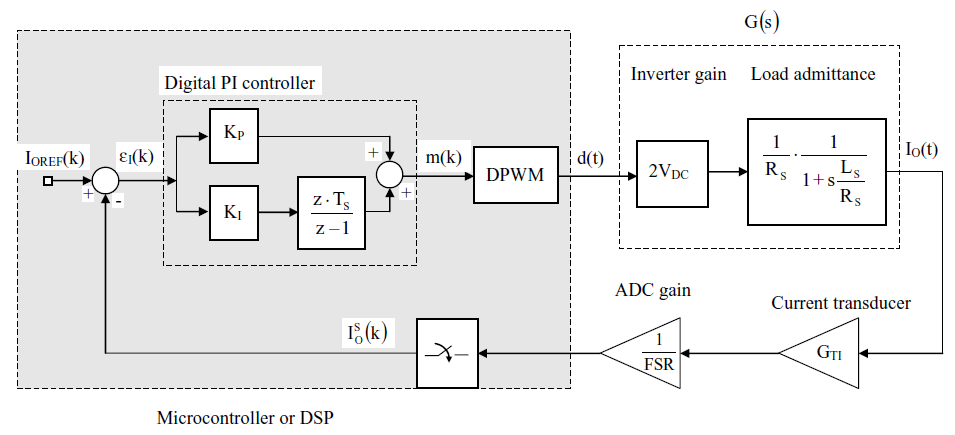 G(s)
Inverter gain Load admittance
Digital PI controller
K_P
I_OREF(k)
ε_I(k)
+
-
+
+
m(k)
DPWM
d(t)
2V_DC
1/R_s · 1/(1+s L_s/R_s)
I_O(t)
K_I
z·T_s
z−1
ADC gain
Current transducer
I_O^S(k)
1
FSR
G_TI
Microcontroller or DSP